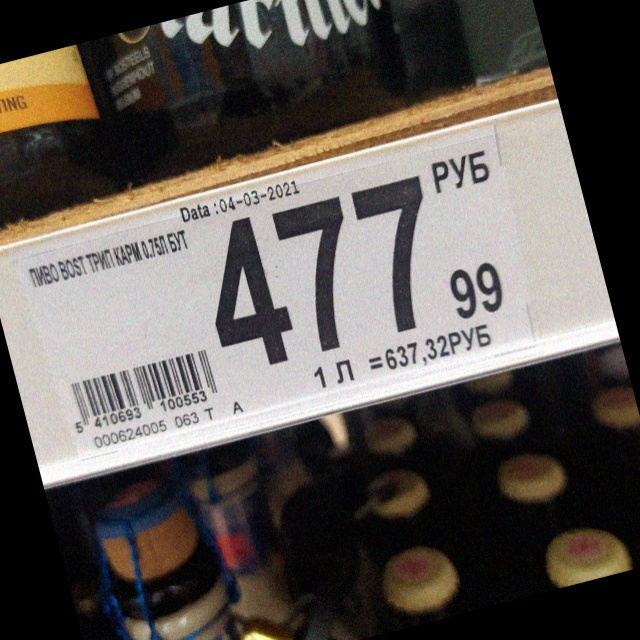 TING
Data :04-03-2021
ПИВО BOST ТРИП КАРМ 0.75Л БУТ
477 РУБ
99
1 Л =637,32РУБ
5 410693 100553
000624005 063 Т А